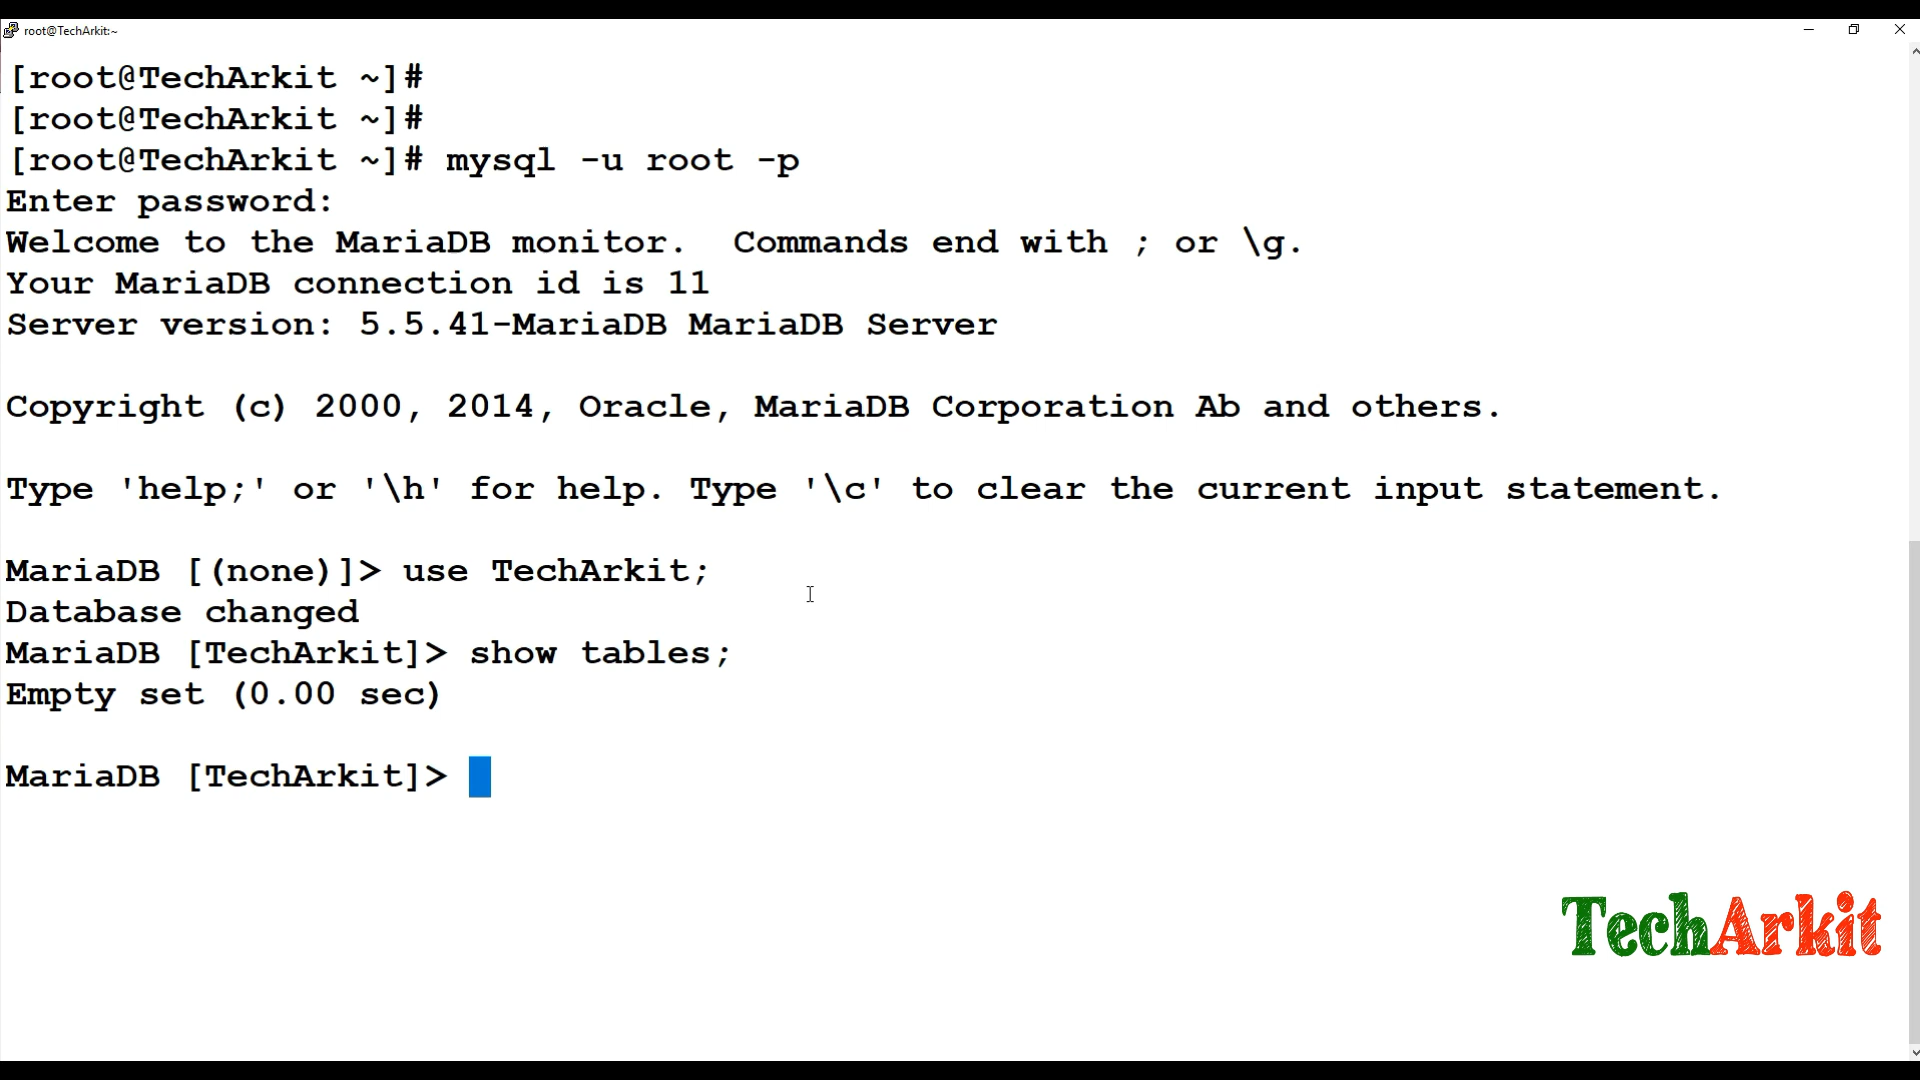 root@TechArkit:~
[root@TechArkit ~]#
[root@TechArkit ~]#
[root@TechArkit ~]# mysql -u root -p
Enter password:
Welcome to the MariaDB monitor.  Commands end with ; or \g.
Your MariaDB connection id is 11
Server version: 5.5.41-MariaDB MariaDB Server
Copyright (c) 2000, 2014, Oracle, MariaDB Corporation Ab and others.
Type 'help;' or '\h' for help. Type '\c' to clear the current input statement.
MariaDB [(none)]> use TechArkit;
Database changed
MariaDB [TechArkit]> show tables;
Empty set (0.00 sec)
MariaDB [TechArkit]>
TechArkit